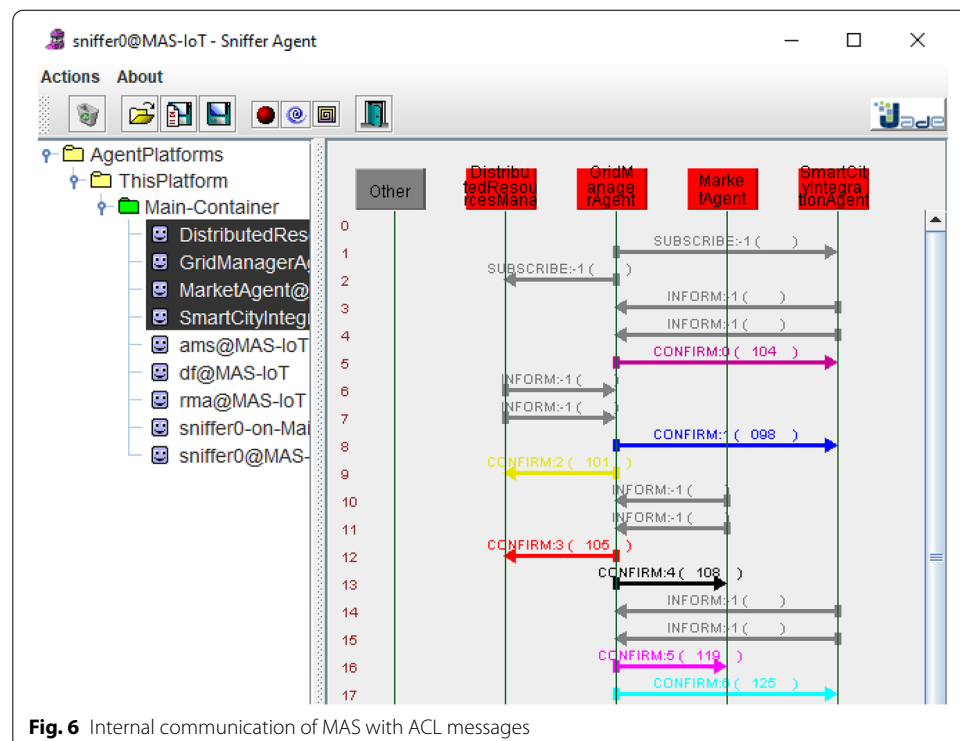 sniffer0@MAS-IoT - Sniffer Agent
Actions About
Jade
AgentPlatforms
ThisPlatform
Main-Container
DistributedRes
GridManagerAg
MarketAgent@
SmartCityIntegr
ams@MAS-IoT
df@MAS-IoT
rma@MAS-IoT
sniffer0-on-Mai
sniffer0@MAS-
Other
Distribu
tedResou
rcesMana
GridM
anage
rAgent
Marke
tAgent
SmartCit
yIntegra
tionAgent
0
SUBSCRIBE:-1 ( )
1
SUBSCRIBE:-1 ( )
2
INFORM:-1 ( )
3
INFORM:-1 ( )
4
CONFIRM:0 ( 104 )
5
INFORM:-1 ( )
6
INFORM:-1 ( )
7
CONFIRM:1 ( 098 )
8
CONFIRM:2 ( 101 )
9
INFORM:-1 ( )
10
INFORM:-1 ( )
11
CONFIRM:3 ( 105 )
12
CONFIRM:4 ( 108 )
13
INFORM:-1 ( )
14
INFORM:-1 ( )
15
CONFIRM:5 ( 119 )
16
CONFIRM:6 ( 125 )
17
Fig. 6 Internal communication of MAS with ACL messages